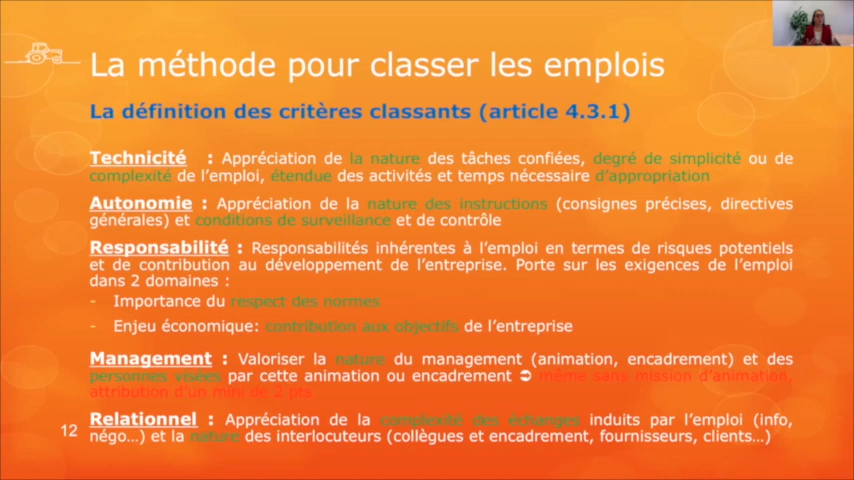 La méthode pour classer les emplois
La définition des critères classants (article 4.3.1)
Technicité : Appréciation de la nature des tâches confiées, degré de simplicité ou de
complexité de l'emploi, étendue des activités et temps nécessaire d'appropriation
Autonomie : Appréciation de la nature des instructions (consignes précises, directives
générales) et conditions de surveillance et de contrôle
Responsabilité : Responsabilités inhérentes à l'emploi en termes de risques potentiels
et de contribution au développement de l'entreprise. Porte sur les exigences de l'emploi
dans 2 domaines :
- Importance du respect des normes
- Enjeu économique: contribution aux objectifs de l'entreprise
Management : Valoriser la nature du management (animation, encadrement) et des
personnes visées par cette animation ou encadrement ➲ même sans mission d'animation,
attribution d'un mini de 2 pts
Relationnel : Appréciation de la complexité des échanges induits par l'emploi (info,
négo…) et la nature des interlocuteurs (collègues et encadrement, fournisseurs, clients…)
12